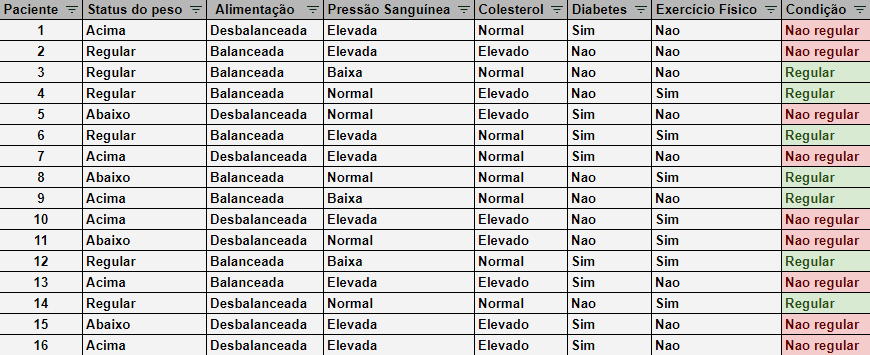 Paciente Status do peso Alimentação Pressão Sanguínea Colesterol Diabetes Exercício Físico Condição
1 Acima Desbalanceada Elevada Normal Sim Nao Nao regular
2 Regular Balanceada Elevada Elevado Nao Nao Nao regular
3 Regular Balanceada Baixa Normal Nao Nao Regular
4 Regular Balanceada Normal Elevado Nao Sim Regular
5 Abaixo Desbalanceada Normal Elevado Sim Nao Nao regular
6 Regular Balanceada Elevada Normal Sim Sim Regular
7 Acima Desbalanceada Elevada Normal Sim Nao Nao regular
8 Abaixo Balanceada Normal Normal Nao Sim Regular
9 Acima Balanceada Baixa Normal Nao Nao Regular
10 Acima Desbalanceada Elevada Elevado Nao Sim Nao regular
11 Abaixo Desbalanceada Normal Elevado Nao Sim Nao regular
12 Regular Balanceada Baixa Elevado Sim Sim Regular
13 Acima Balanceada Elevada Elevado Sim Nao Nao regular
14 Regular Desbalanceada Normal Normal Nao Sim Regular
15 Abaixo Desbalanceada Elevada Elevado Sim Nao Nao regular
16 Acima Desbalanceada Elevada Elevado Sim Nao Nao regular